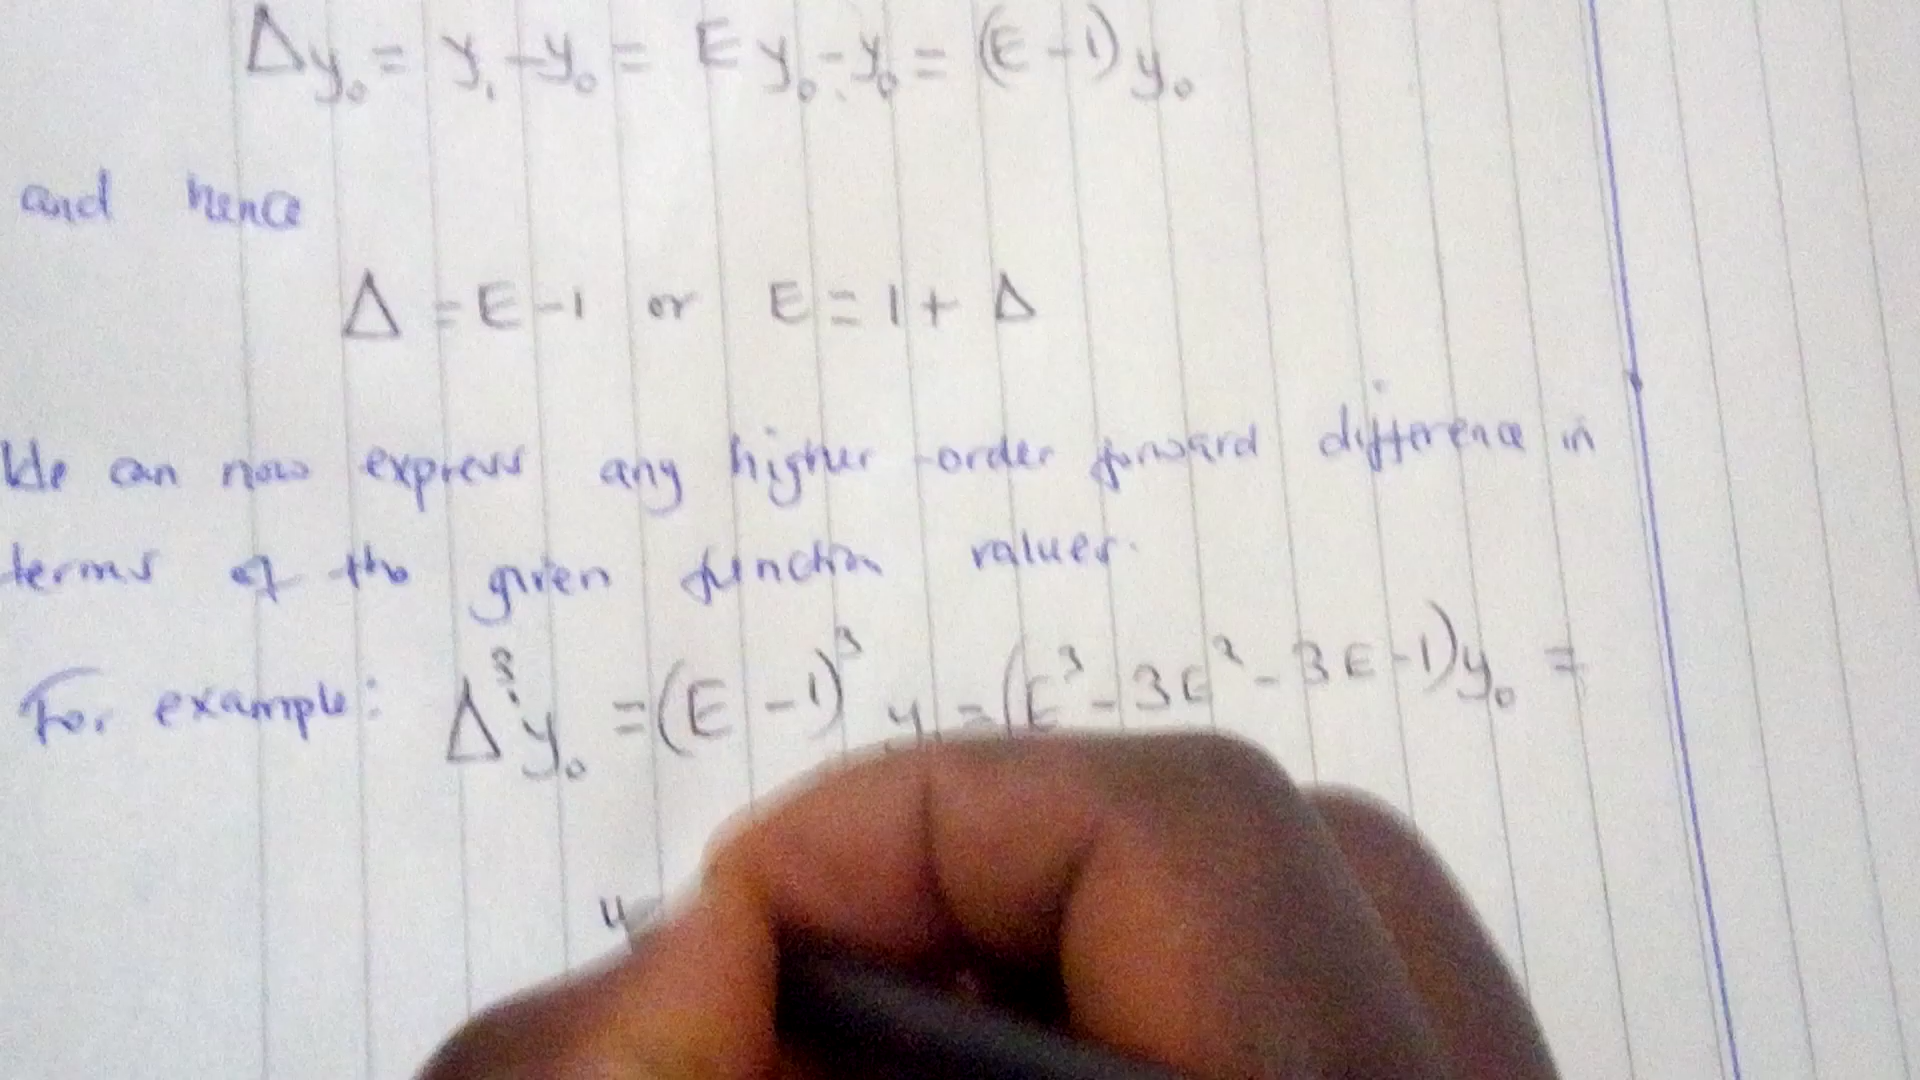 Δy₀ = y₁ - y₀ = E y₀ - y₀ = (E - 1) y₀
and hence
Δ = E - 1 or E = 1 + Δ
We can now express any higher-order forward difference in
terms of the given function values.
For example: Δ³y₀ = (E - 1)³ y = (E³ - 3E² - 3E - 1) y₀ =
y